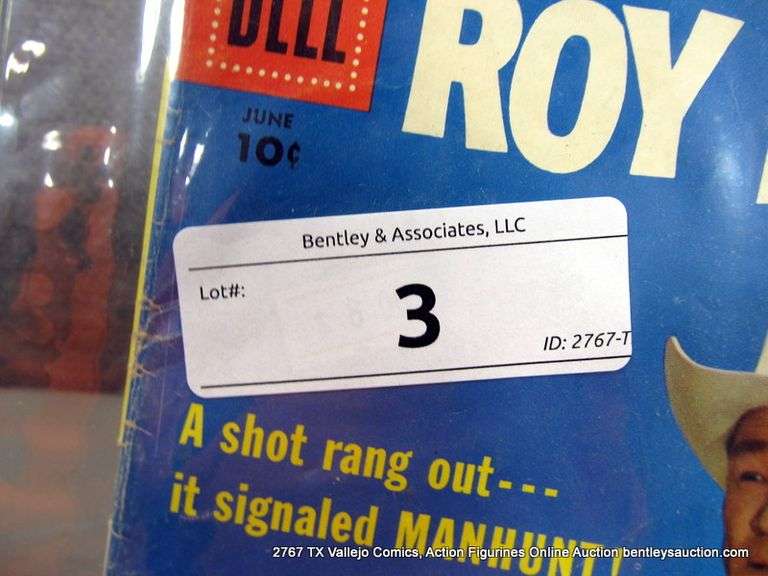 DELL
JUNE
10¢
ROY
Bentley & Associates, LLC
Lot#:
3
ID: 2767-T
A shot rang out---
it signaled MANHUNT!
2767 TX Vallejo Comics, Action Figurines Online Auction bentleysauction.com